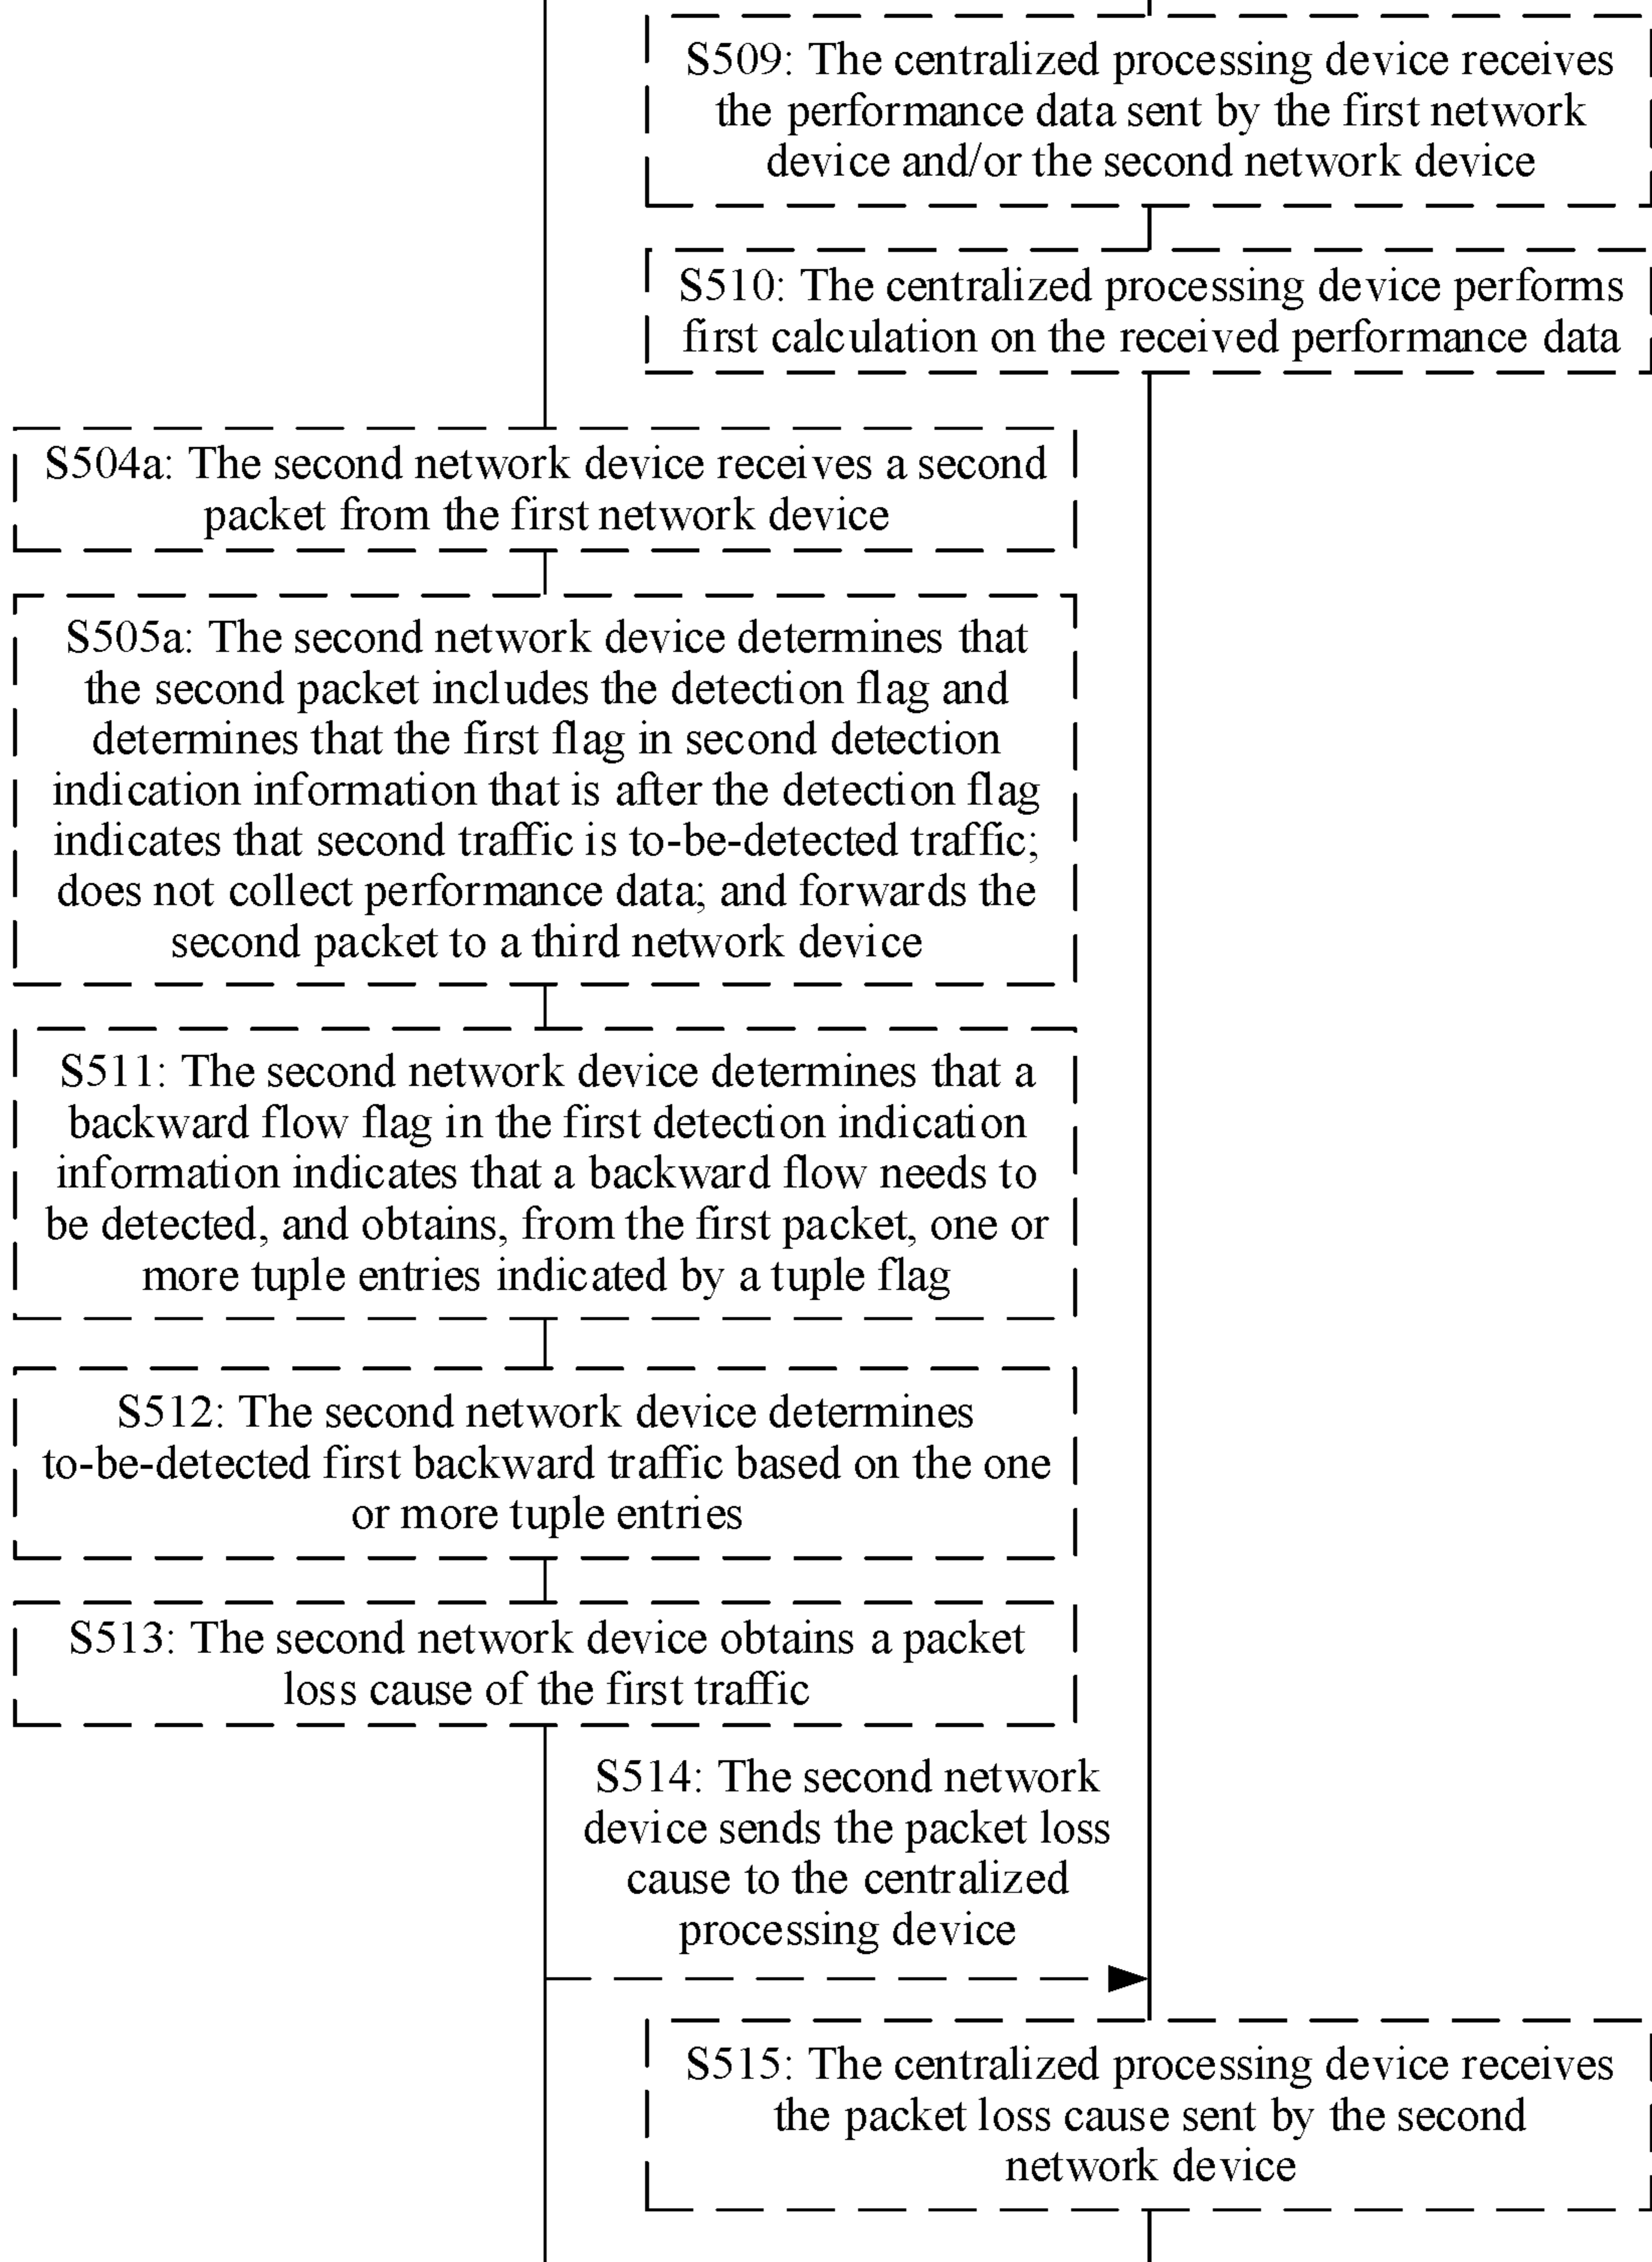 S509: The centralized processing device receives
the performance data sent by the first network
device and/or the second network device
S510: The centralized processing device performs
first calculation on the received performance data
S504a: The second network device receives a second
packet from the first network device
S505a: The second network device determines that
the second packet includes the detection flag and
determines that the first flag in second detection
indication information that is after the detection flag
indicates that second traffic is to-be-detected traffic;
does not collect performance data; and forwards the
second packet to a third network device
S511: The second network device determines that a
backward flow flag in the first detection indication
information indicates that a backward flow needs to
be detected, and obtains, from the first packet, one or
more tuple entries indicated by a tuple flag
S512: The second network device determines
to-be-detected first backward traffic based on the one
or more tuple entries
S513: The second network device obtains a packet
loss cause of the first traffic
S514: The second network
device sends the packet loss
cause to the centralized
processing device
S515: The centralized processing device receives
the packet loss cause sent by the second
network device